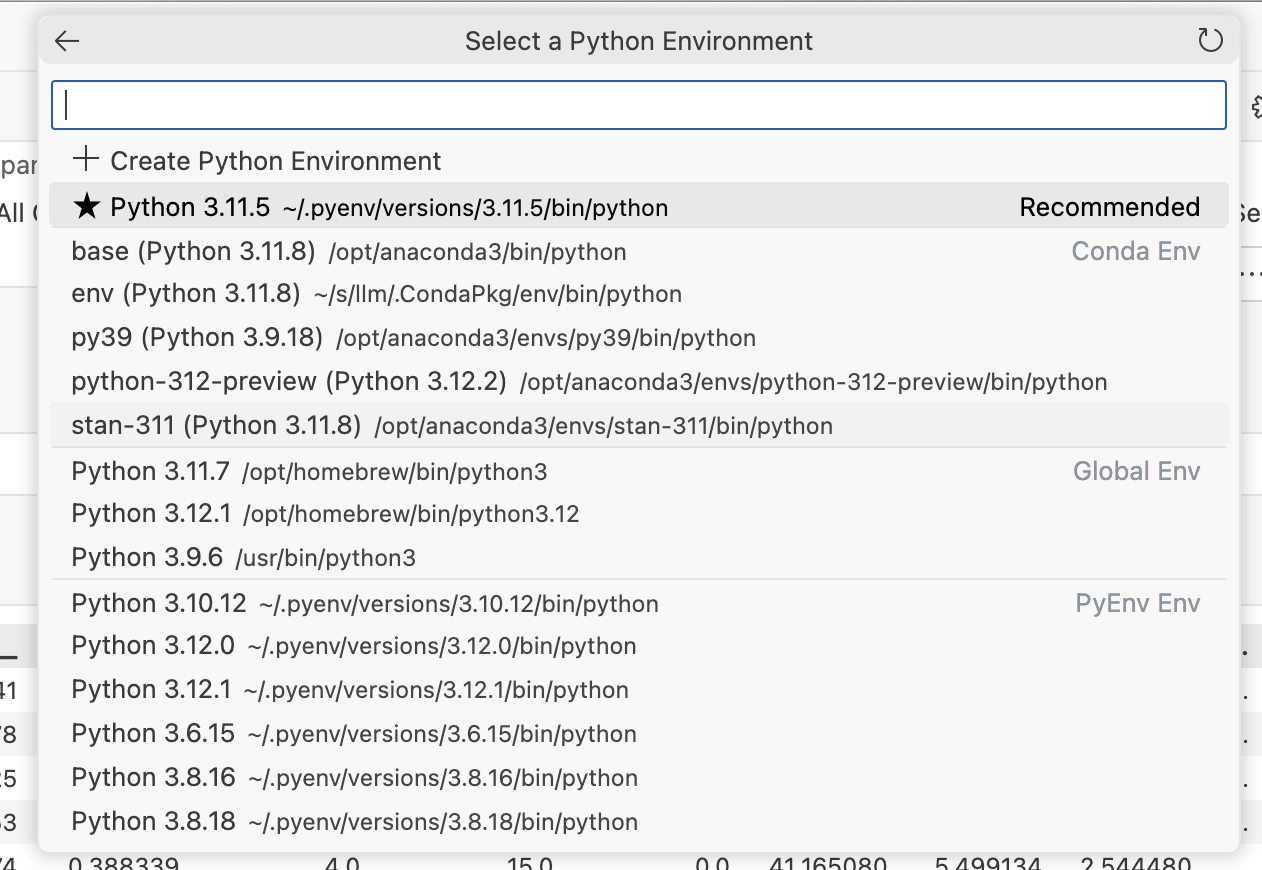 Select a Python Environment
Create Python Environment
Python 3.11.5 ~/.pyenv/versions/3.11.5/bin/python Recommended
base (Python 3.11.8) /opt/anaconda3/bin/python Conda Env
env (Python 3.11.8) ~/s/llm/.CondaPkg/env/bin/python
py39 (Python 3.9.18) /opt/anaconda3/envs/py39/bin/python
python-312-preview (Python 3.12.2) /opt/anaconda3/envs/python-312-preview/bin/python
stan-311 (Python 3.11.8) /opt/anaconda3/envs/stan-311/bin/python
Python 3.11.7 /opt/homebrew/bin/python3 Global Env
Python 3.12.1 /opt/homebrew/bin/python3.12
Python 3.9.6 /usr/bin/python3
Python 3.10.12 ~/.pyenv/versions/3.10.12/bin/python PyEnv Env
Python 3.12.0 ~/.pyenv/versions/3.12.0/bin/python
Python 3.12.1 ~/.pyenv/versions/3.12.1/bin/python
Python 3.6.15 ~/.pyenv/versions/3.6.15/bin/python
Python 3.8.16 ~/.pyenv/versions/3.8.16/bin/python
Python 3.8.18 ~/.pyenv/versions/3.8.18/bin/python
0.388339 4.0 15.0 0.0 41.165080 5.499134 2.544480